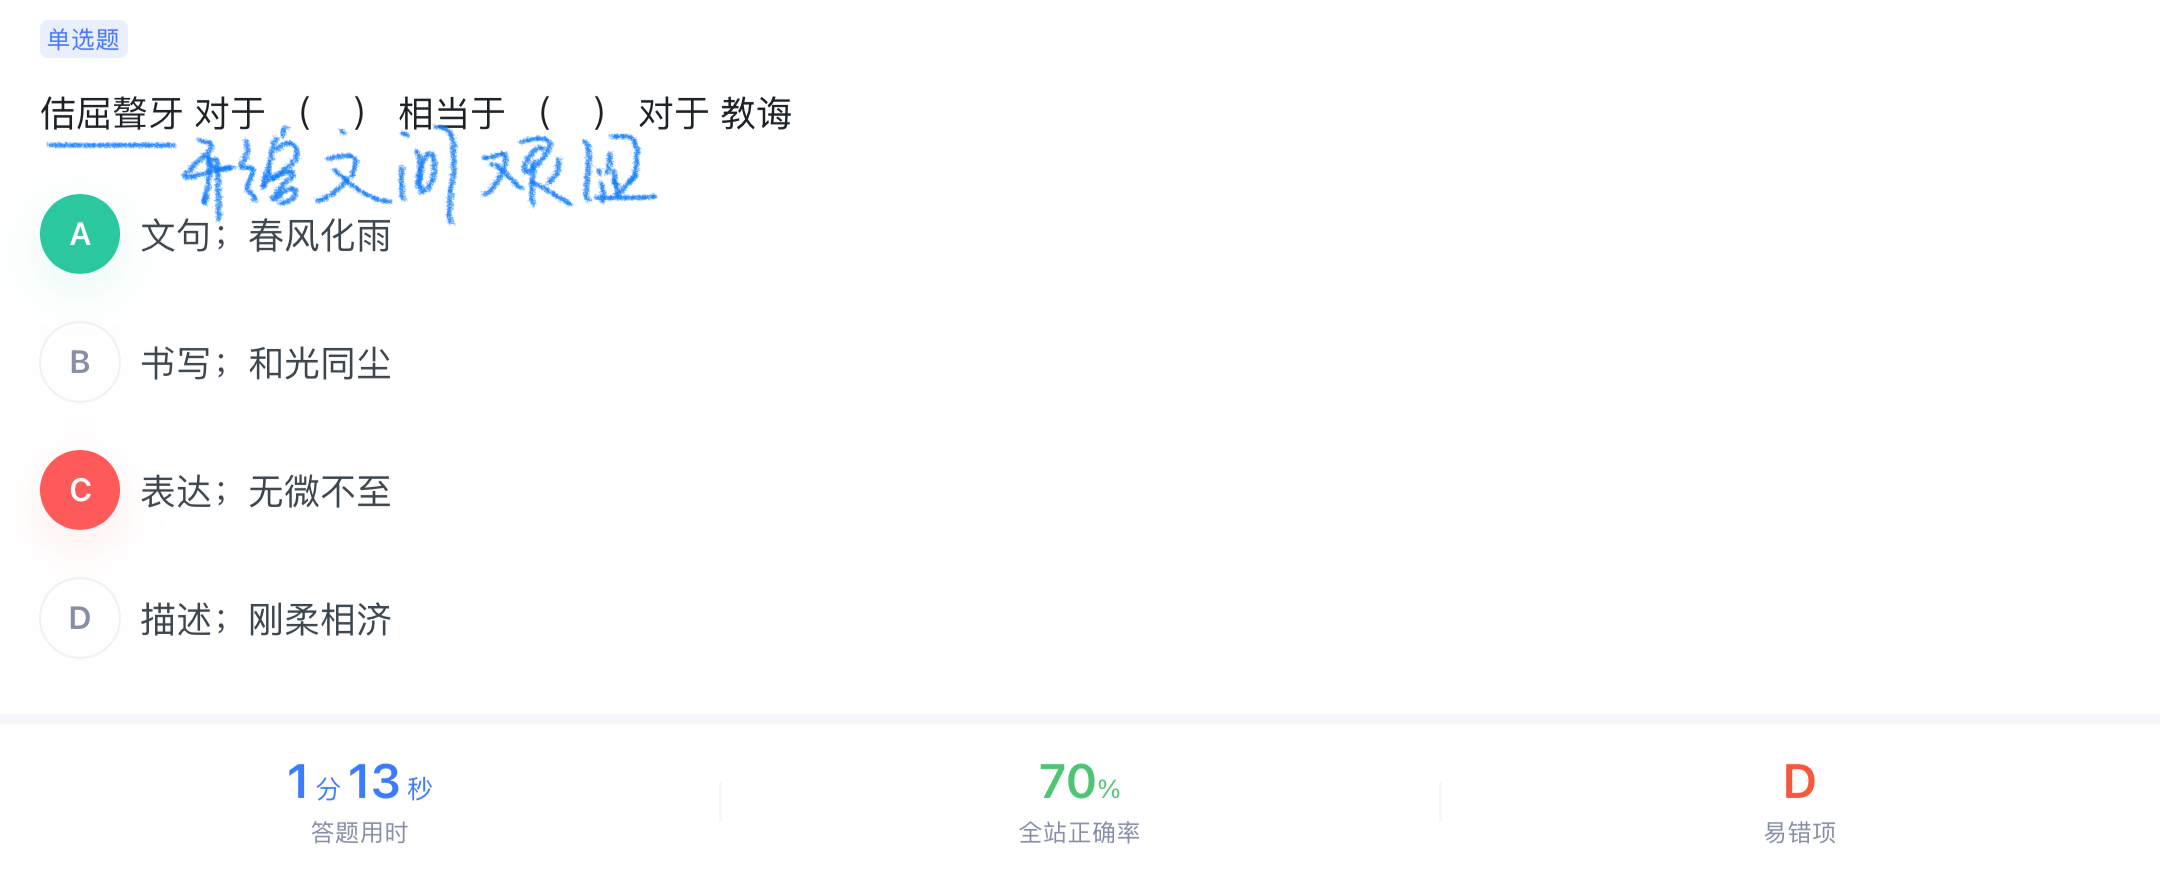 单选题
佶屈聱牙 对于 （ ） 相当于 （ ） 对于 教诲
形容文词艰涩
A 文句；春风化雨
B 书写；和光同尘
C 表达；无微不至
D 描述；刚柔相济
1分13秒 70% D
答题用时 全站正确率 易错项